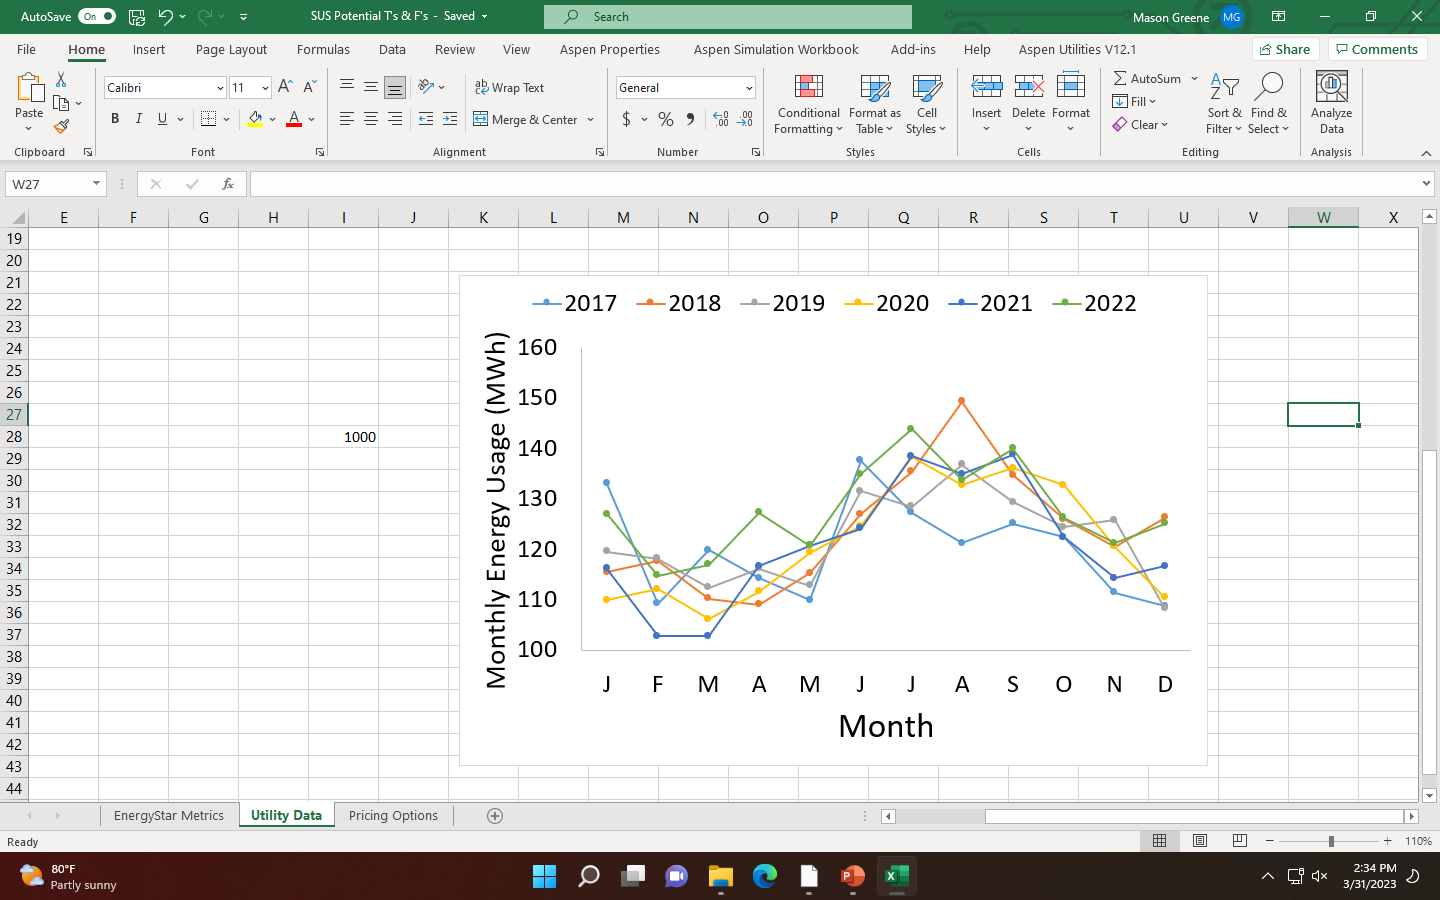 AutoSave On SUS Potential T's & F's - Saved Search Mason Greene MG
File Home Insert Page Layout Formulas Data Review View Aspen Properties Aspen Simulation Workbook Add-ins Help Aspen Utilities V12.1 Share Comments
Paste Calibri 11 A A ab Wrap Text General Conditional Formatting Format as Table Cell Styles Insert Delete Format AutoSum Fill Clear Sort & Filter Find & Select Analyze Data
B I U A Merge & Center $ % 9
Clipboard Font Alignment Number Styles Cells Editing Analysis
W27 fx
E F G H I J K L M N O P Q R S T U V W X
19
20
21
22
23
24
25
26
27
28 1000
29
30
31
32
33
34
35
36
37
38
39
40
41
42
43
44
2017 2018 2019 2020 2021 2022
Monthly Energy Usage (MWh)
160
150
140
130
120
110
100
J F M A M J J A S O N D
Month
EnergyStar Metrics Utility Data Pricing Options
Ready 110%
80°F
Partly sunny
2:34 PM
3/31/2023